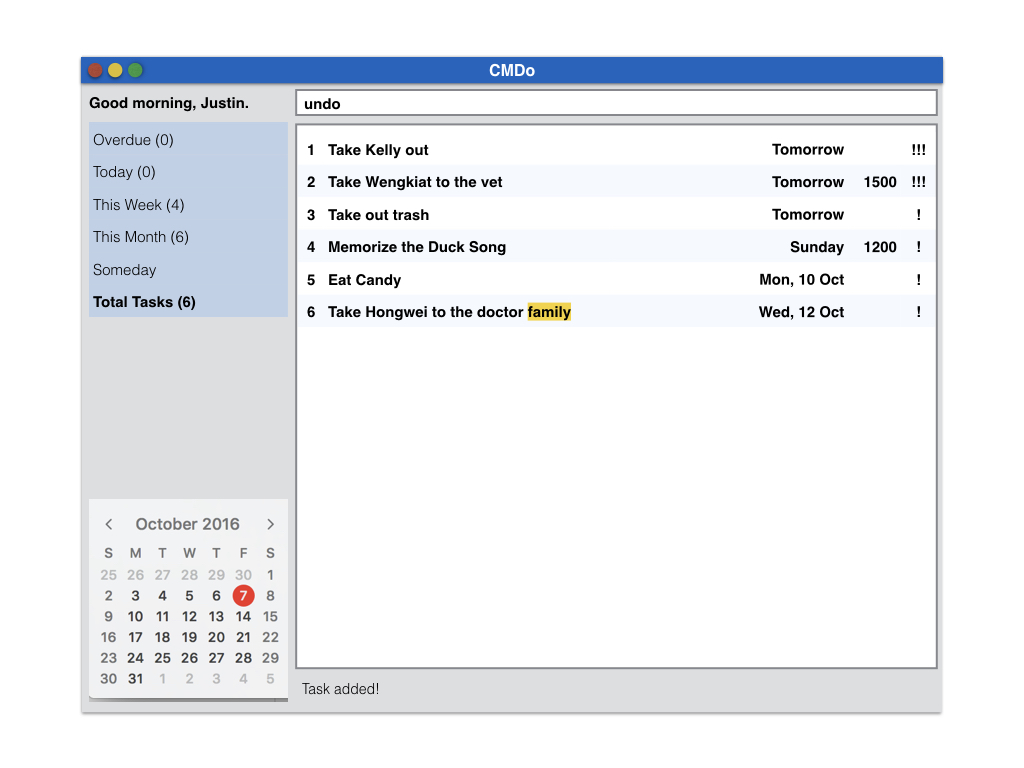 CMDo
Good morning, Justin.
undo
Overdue (0)
Today (0)
This Week (4)
This Month (6)
Someday
Total Tasks (6)
1 Take Kelly out Tomorrow !!!
2 Take Wengkiat to the vet Tomorrow 1500 !!!
3 Take out trash Tomorrow !
4 Memorize the Duck Song Sunday 1200 !
5 Eat Candy Mon, 10 Oct !
6 Take Hongwei to the doctor family Wed, 12 Oct !
October 2016
S M T W T F S
25 26 27 28 29 30 1
2 3 4 5 6 7 8
9 10 11 12 13 14 15
16 17 18 19 20 21 22
23 24 25 26 27 28 29
30 31 1 2 3 4 5
Task added!